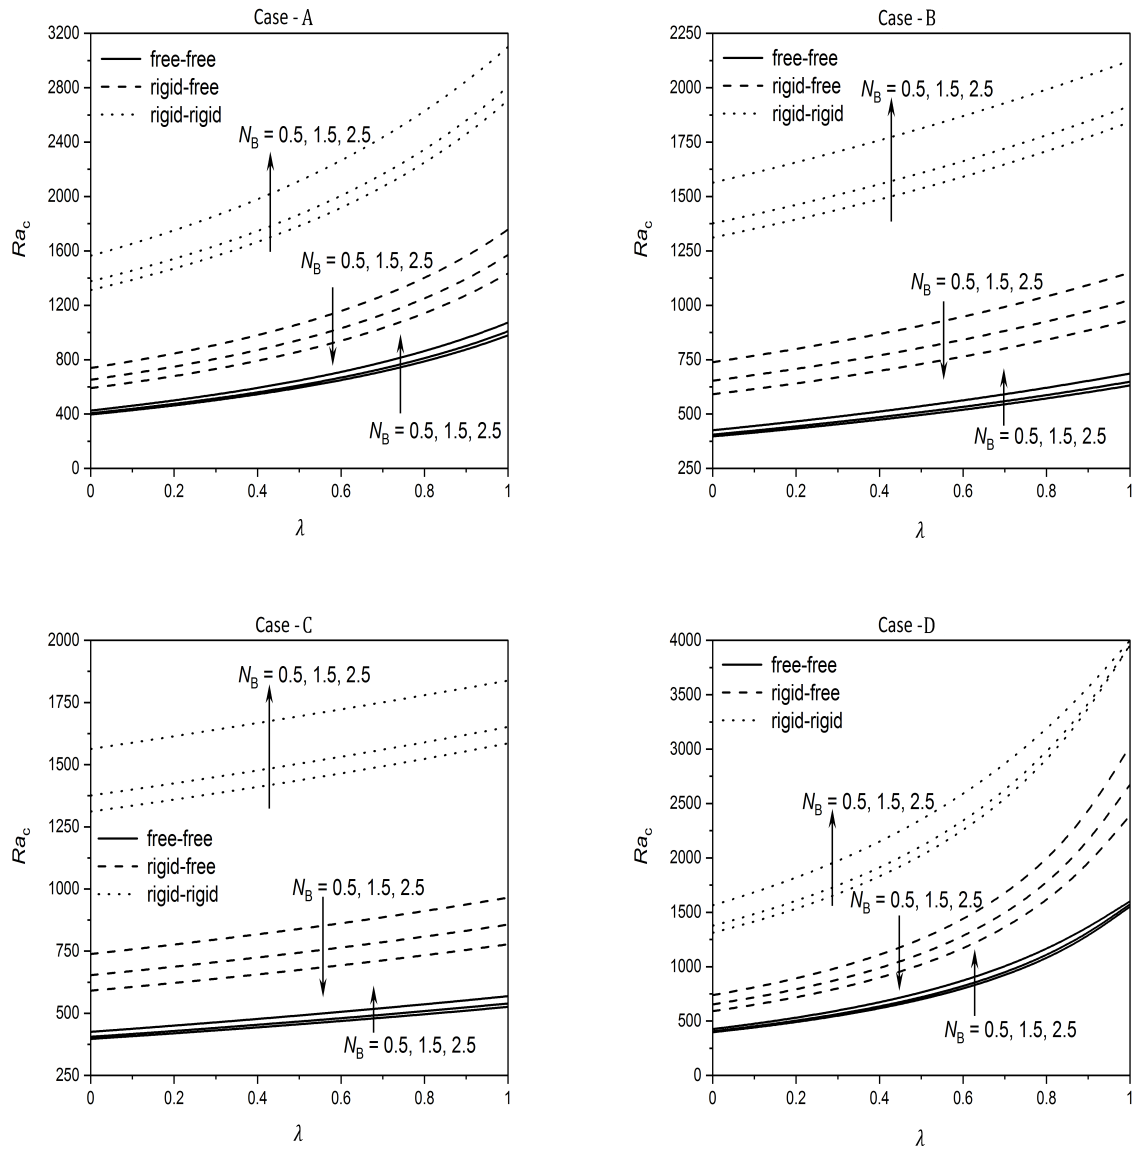 Case - A
3200
2800
2400
2000
1600
1200
800
400
0
Ra_c
free-free
rigid-free
rigid-rigid
N_B = 0.5, 1.5, 2.5
N_B = 0.5, 1.5, 2.5
N_B = 0.5, 1.5, 2.5
0 0.2 0.4 0.6 0.8 1
λ
Case - B
2250
2000
1750
1500
1250
1000
750
500
250
Ra_c
free-free
rigid-free
rigid-rigid
N_B = 0.5, 1.5, 2.5
N_B = 0.5, 1.5, 2.5
N_B = 0.5, 1.5, 2.5
0 0.2 0.4 0.6 0.8 1
λ
Case - C
2000
1750
1500
1250
1000
750
500
250
Ra_c
N_B = 0.5, 1.5, 2.5
free-free
rigid-free
rigid-rigid
N_B = 0.5, 1.5, 2.5
N_B = 0.5, 1.5, 2.5
0 0.2 0.4 0.6 0.8 1
λ
Case -D
4000
3500
3000
2500
2000
1500
1000
500
0
Ra_c
free-free
rigid-free
rigid-rigid
N_B = 0.5, 1.5, 2.5
N_B = 0.5, 1.5, 2.5
N_B = 0.5, 1.5, 2.5
0 0.2 0.4 0.6 0.8 1
λ